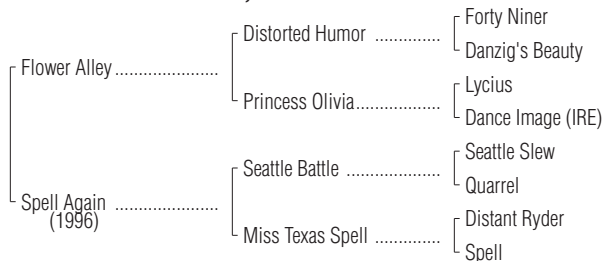 Forty Niner
Distorted Humor ..............
Danzig's Beauty
Flower Alley ......................
Lycius
Princess Olivia..................
Dance Image (IRE)
Seattle Slew
Seattle Battle ....................
Quarrel
Spell Again ......................
(1996)
Distant Ryder
Miss Texas Spell ..............
Spell